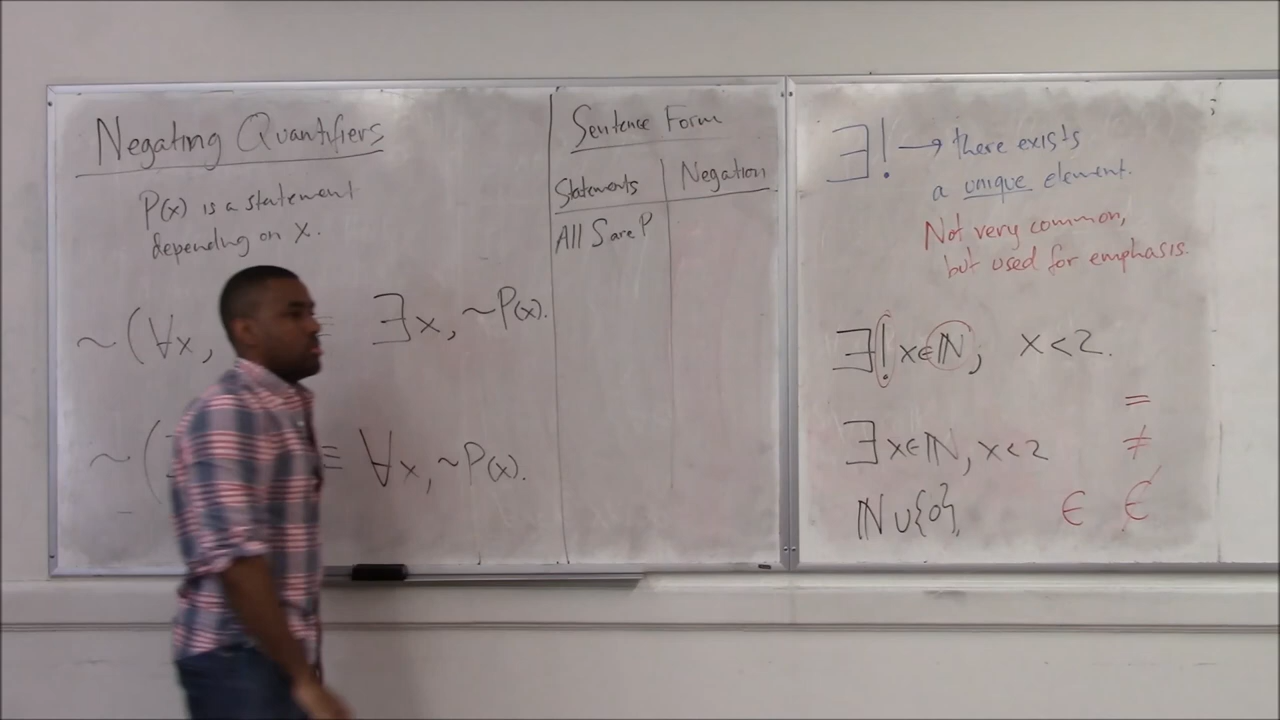 Negating Quantifiers
P(x) is a statement
depending on x.
~(∀x, ≡ ∃x, ~P(x).
~(∃ ≡ ∀x, ~P(x).
Sentence Form
Statements Negation
All S are P
∃! → there exists
a unique element.
Not very common,
but used for emphasis.
∃! x∈ℕ, x<2.
=
∃x∈ℕ, x<2 ≠
ℕ∪{0}, ∈ ∉